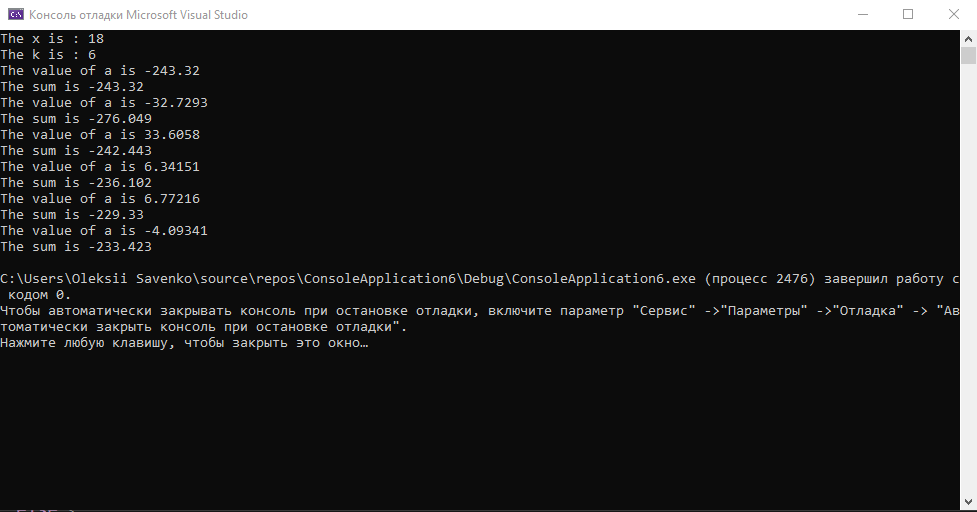 Консоль отладки Microsoft Visual Studio
The x is : 18
The k is : 6
The value of a is -243.32
The sum is -243.32
The value of a is -32.7293
The sum is -276.049
The value of a is 33.6058
The sum is -242.443
The value of a is 6.34151
The sum is -236.102
The value of a is 6.77216
The sum is -229.33
The value of a is -4.09341
The sum is -233.423
C:\Users\Oleksii Savenko\source\repos\ConsoleApplication6\Debug\ConsoleApplication6.exe (процесс 2476) завершил работу с
кодом 0.
Чтобы автоматически закрывать консоль при остановке отладки, включите параметр "Сервис" ->"Параметры" ->"Отладка" -> "Ав
томатически закрыть консоль при остановке отладки".
Нажмите любую клавишу, чтобы закрыть это окно…